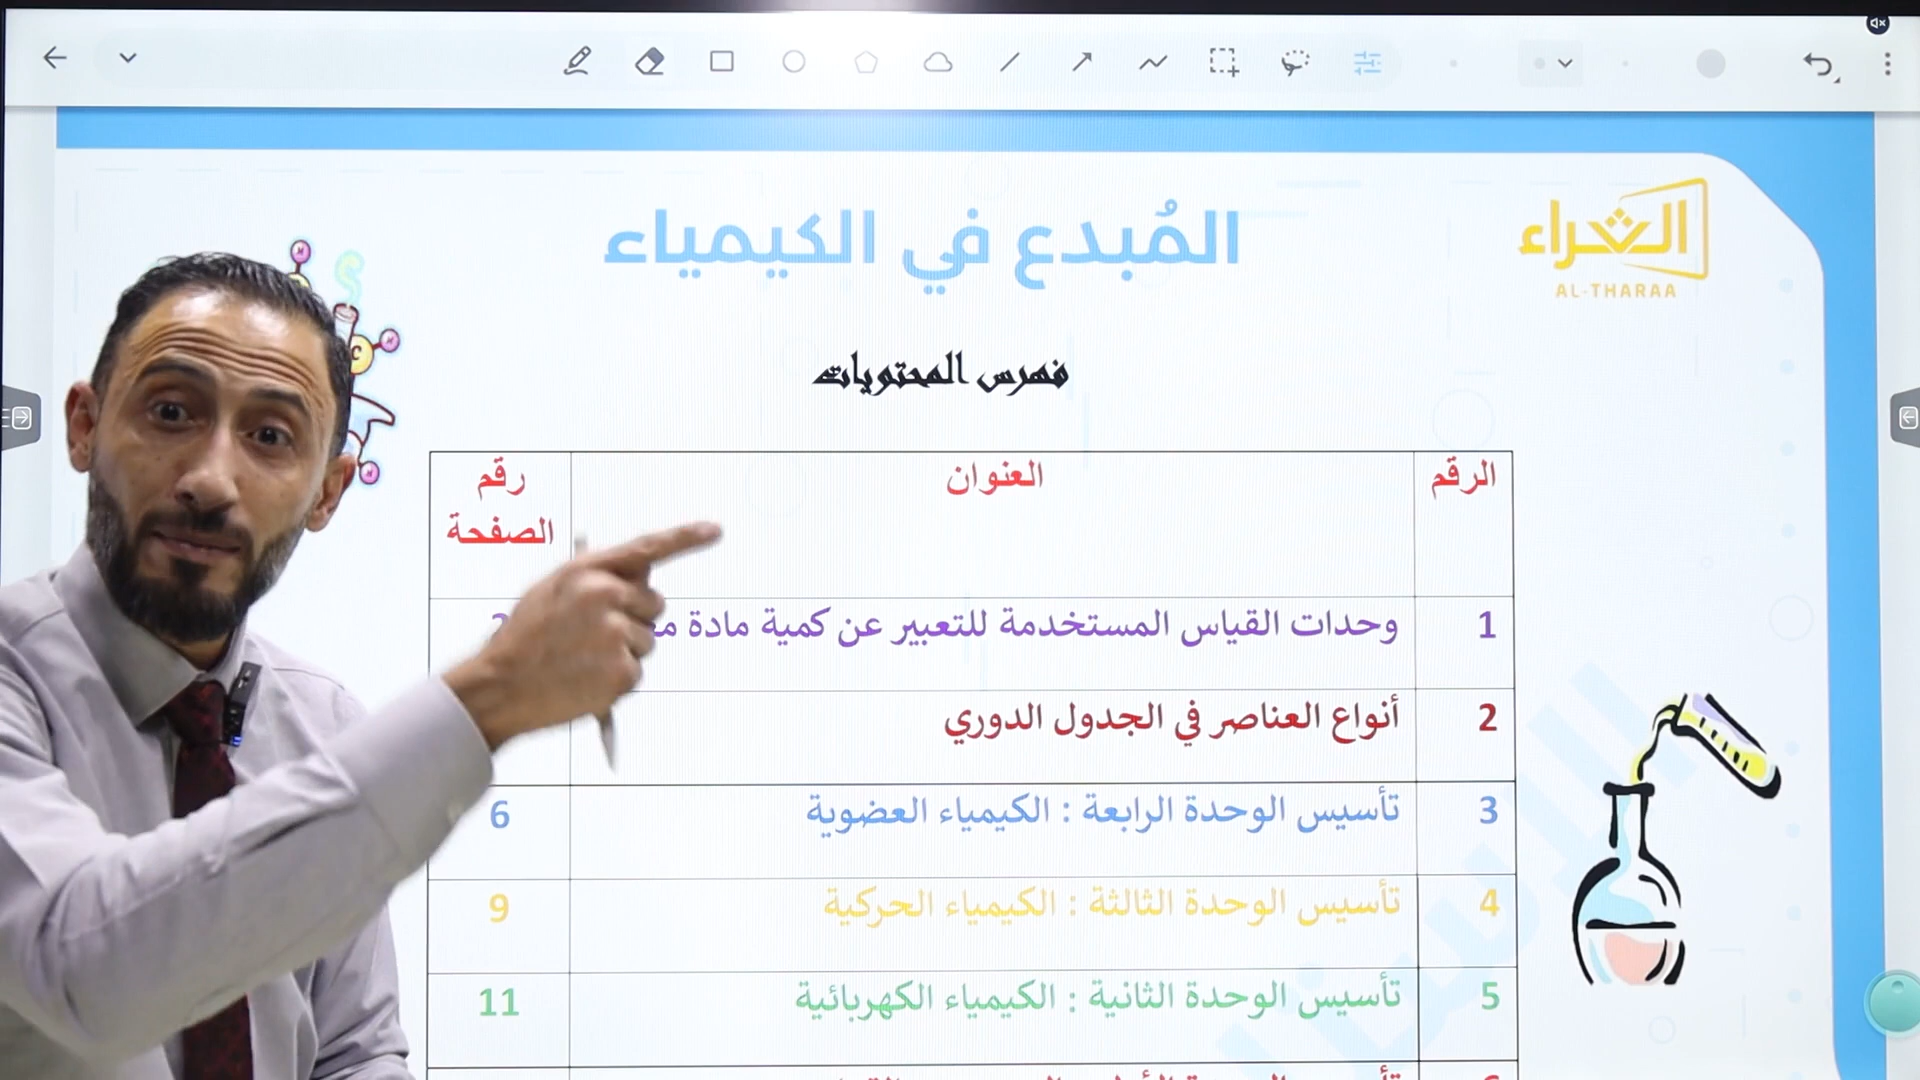 المُبدع في الكيمياء
الثراء
AL-THARAA
فهرس المحتويات
الرقم العنوان رقم الصفحة
1 وحدات القياس المستخدمة للتعبير عن كمية مادة
2 أنواع العناصر في الجدول الدوري
3 تأسيس الوحدة الرابعة : الكيمياء العضوية 6
4 تأسيس الوحدة الثالثة : الكيمياء الحركية 9
5 تأسيس الوحدة الثانية : الكيمياء الكهربائية 11